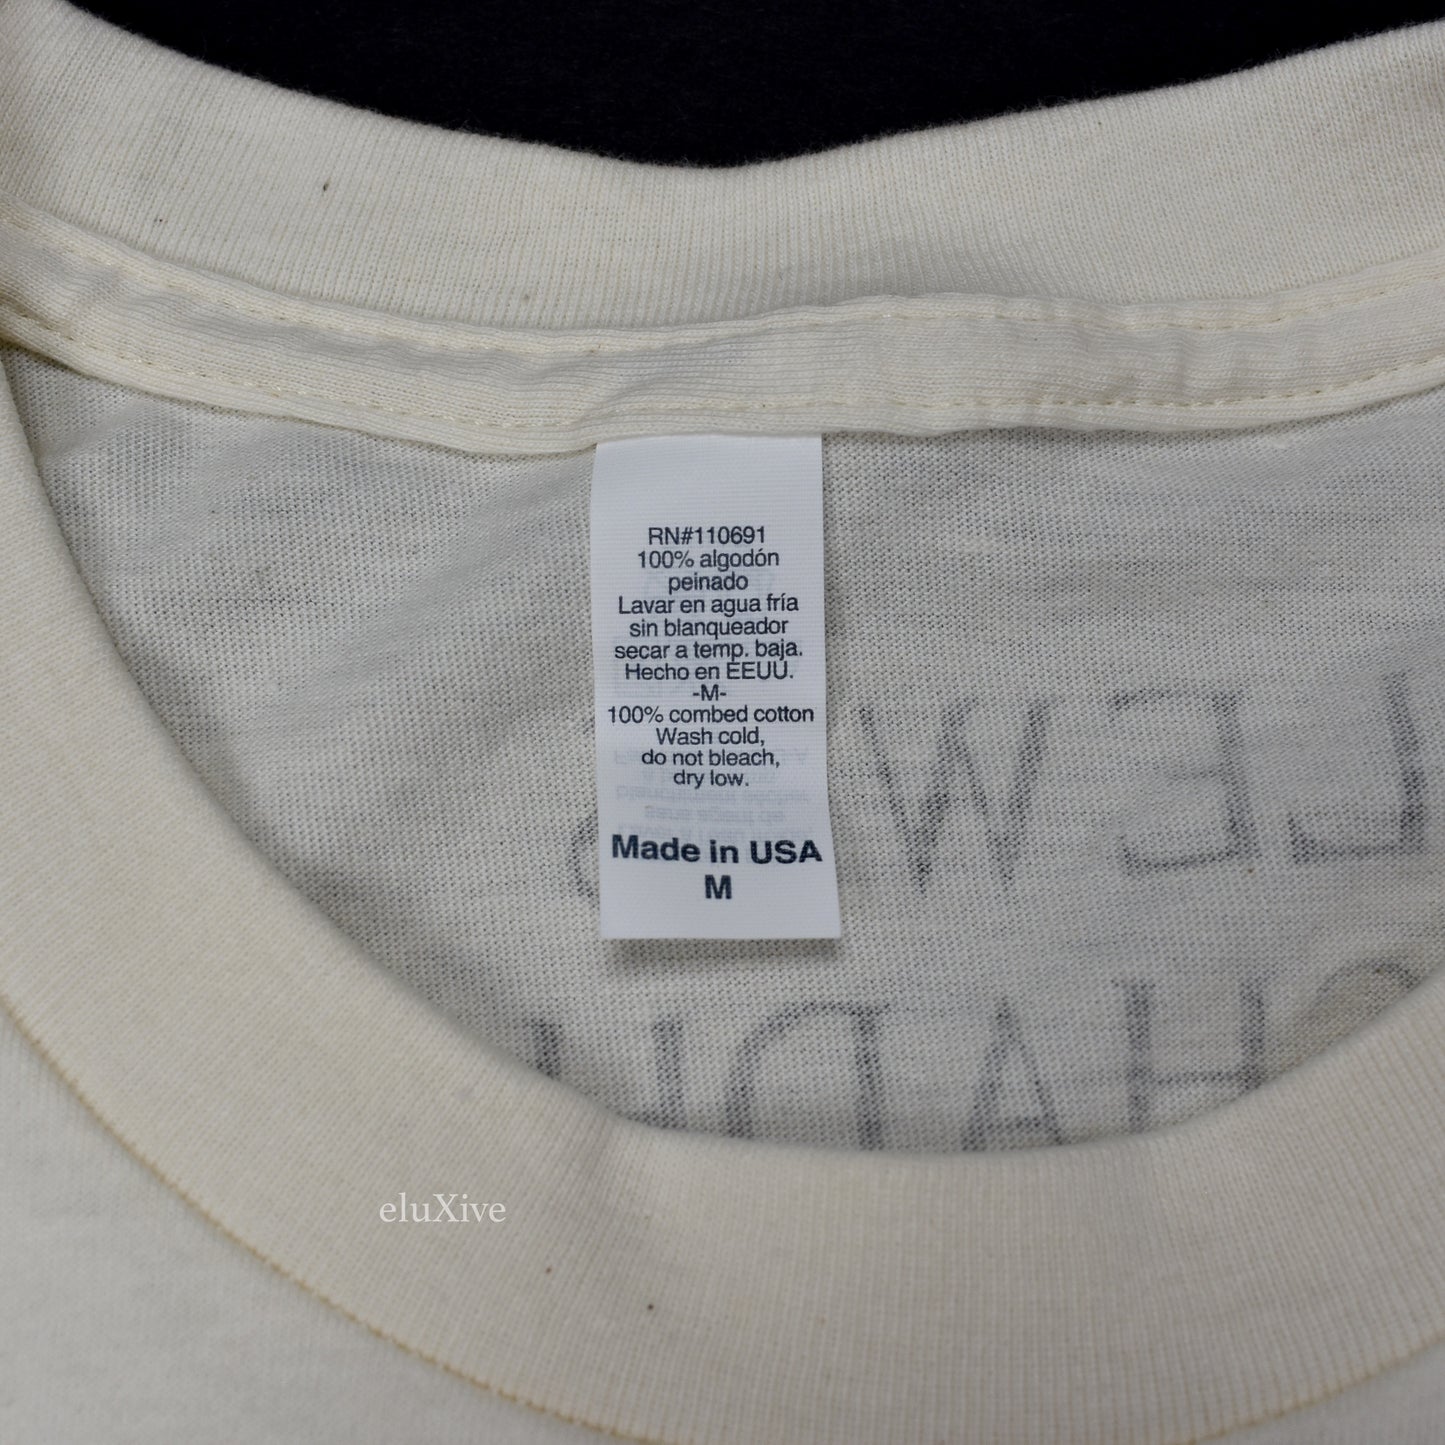 RN#110691
100% algodón
peinado
Lavar en agua fría
sin blanqueador
secar a temp. baja.
Hecho en EEUU.
-M-
100% combed cotton
Wash cold,
do not bleach,
dry low.
Made in USA
M
eluXive